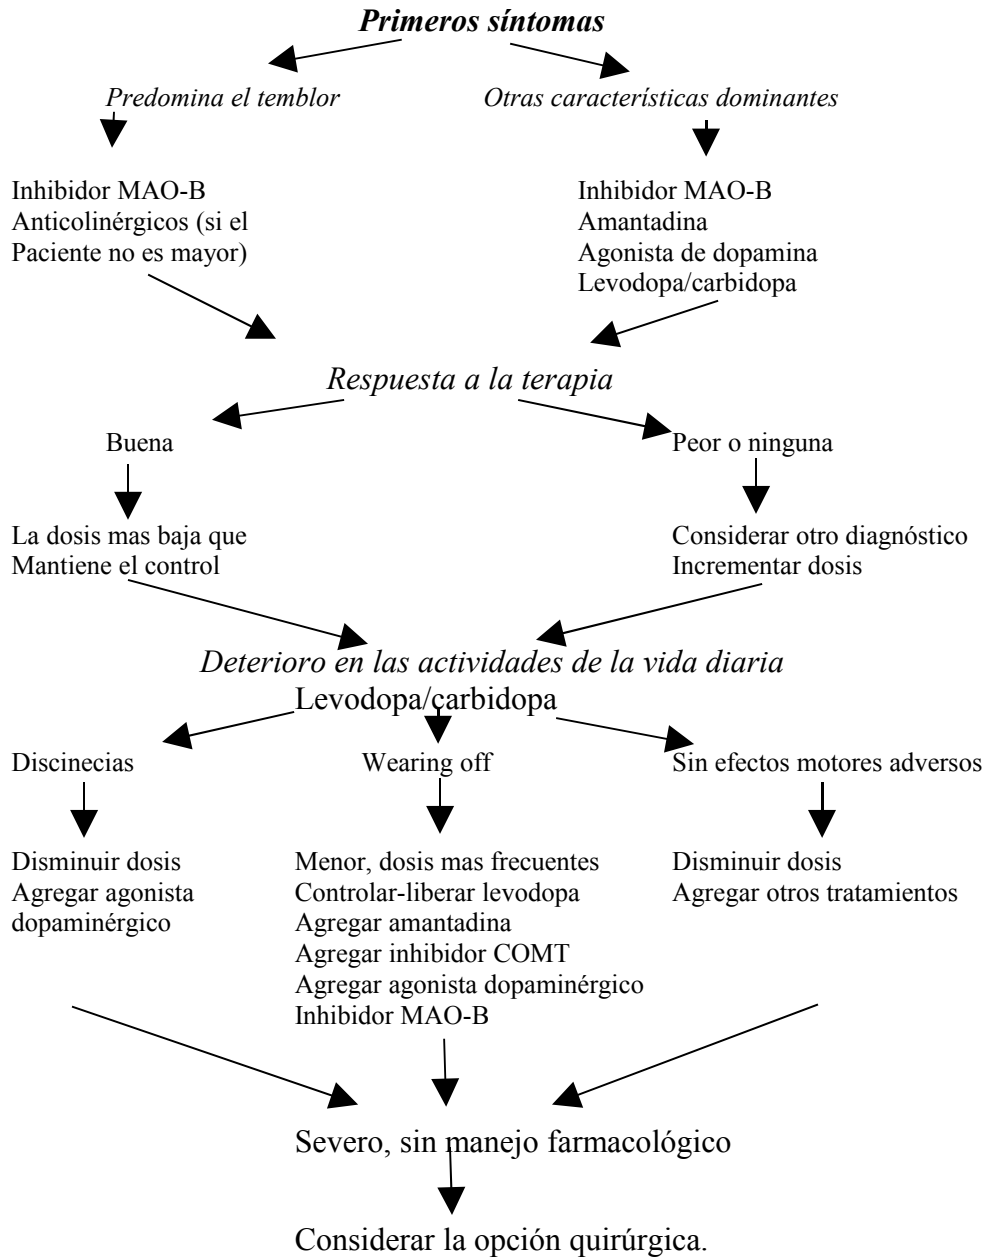 Primeros síntomas
Predomina el temblor
Otras características dominantes
Inhibidor MAO-B
Anticolinérgicos (si el
Paciente no es mayor)
Inhibidor MAO-B
Amantadina
Agonista de dopamina
Levodopa/carbidopa
Respuesta a la terapia
Buena
Peor o ninguna
La dosis mas baja que
Mantiene el control
Considerar otro diagnóstico
Incrementar dosis
Deterioro en las actividades de la vida diaria
Levodopa/carbidopa
Discinecias
Wearing off
Sin efectos motores adversos
Disminuir dosis
Agregar agonista
dopaminérgico
Menor, dosis mas frecuentes
Controlar-liberar levodopa
Agregar amantadina
Agregar inhibidor COMT
Agregar agonista dopaminérgico
Inhibidor MAO-B
Disminuir dosis
Agregar otros tratamientos
Severo, sin manejo farmacológico
Considerar la opción quirúrgica.